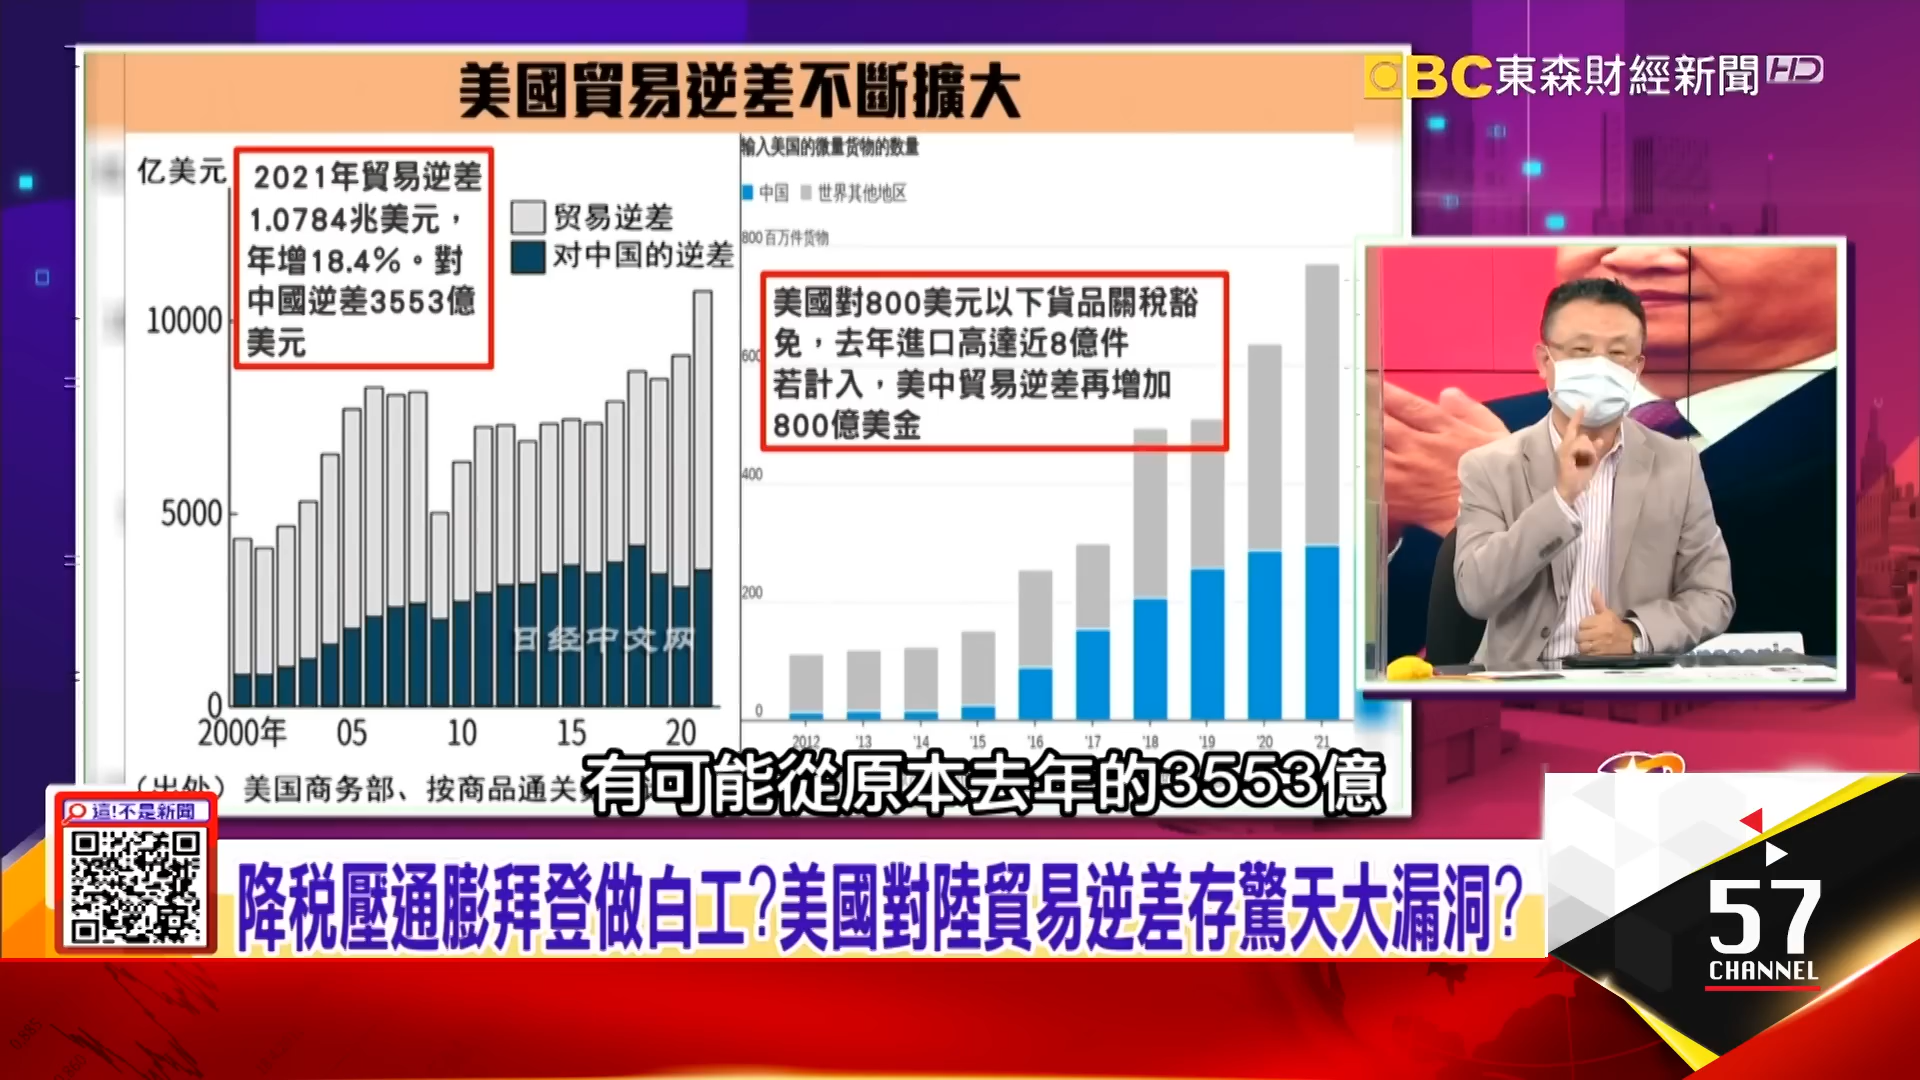 美國貿易逆差不斷擴大
EBC東森財經新聞HD
亿美元
2021年貿易逆差
1.0784兆美元，
年增18.4%。對
中國逆差3553億
美元
贸易逆差
对中国的逆差
10000
5000
0
2000年 05 10 15 20
日经中文网
美国商务部、按商品通关
输入美国的微量货物的数量
中国 世界其他地区
800百万件货物
美國對800美元以下貨品關稅豁
免，去年進口高達近8億件
若計入，美中貿易逆差再增加
800億美金
600
400
200
0
2012 '13 '14 '15 '16 '17 '18 '19 '20 '21
有可能從原本去年的3553億
這!不是新聞
降税壓通膨拜登做白工?美國對陸貿易逆差存驚天大漏洞?
57
CHANNEL